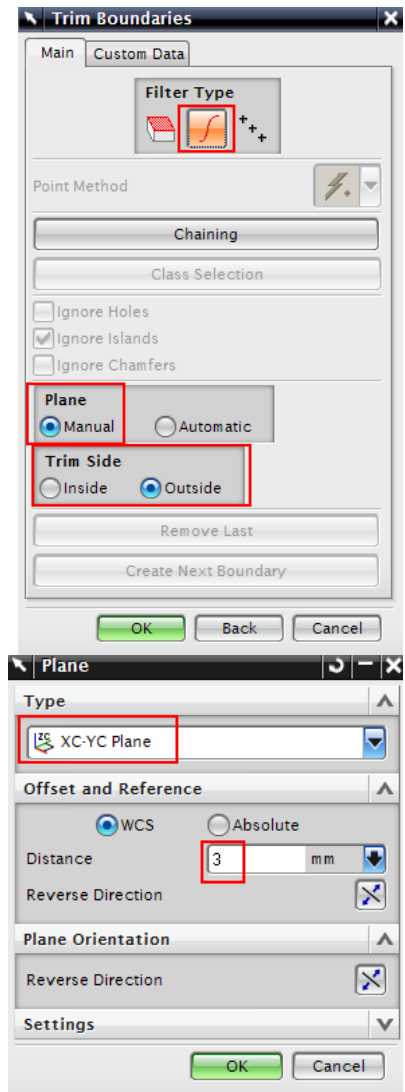 Trim Boundaries
Main Custom Data
Filter Type
Point Method
Chaining
Class Selection
Ignore Holes
Ignore Islands
Ignore Chamfers
Plane
Manual Automatic
Trim Side
Inside Outside
Remove Last
Create Next Boundary
OK Back Cancel
Plane
Type
ZC XC-YC Plane
Offset and Reference
WCS Absolute
Distance 3 mm
Reverse Direction
Plane Orientation
Reverse Direction
Settings
OK Cancel